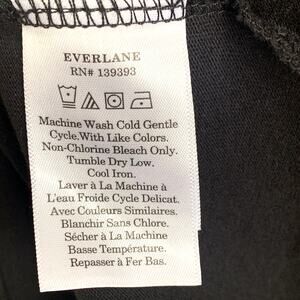 EVERLANE
RN# 139393
Machine Wash Cold Gentle
Cycle.With Like Colors.
Non-Chlorine Bleach Only.
Tumble Dry Low.
Cool Iron.
Laver à La Machine à
L'eau Froide Cycle Delicat.
Avec Couleurs Similaires.
Blanchir Sans Chlore.
Sécher à La Machine
Basse Température.
Repasser à Fer Bas.